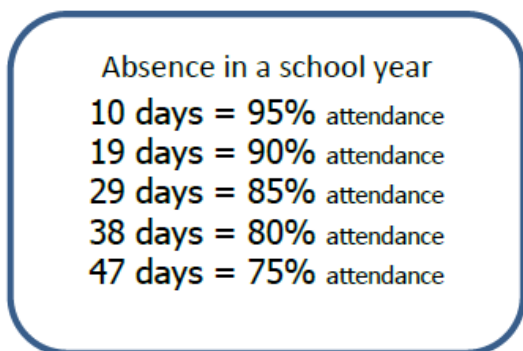 Absence in a school year
10 days = 95% attendance
19 days = 90% attendance
29 days = 85% attendance
38 days = 80% attendance
47 days = 75% attendance